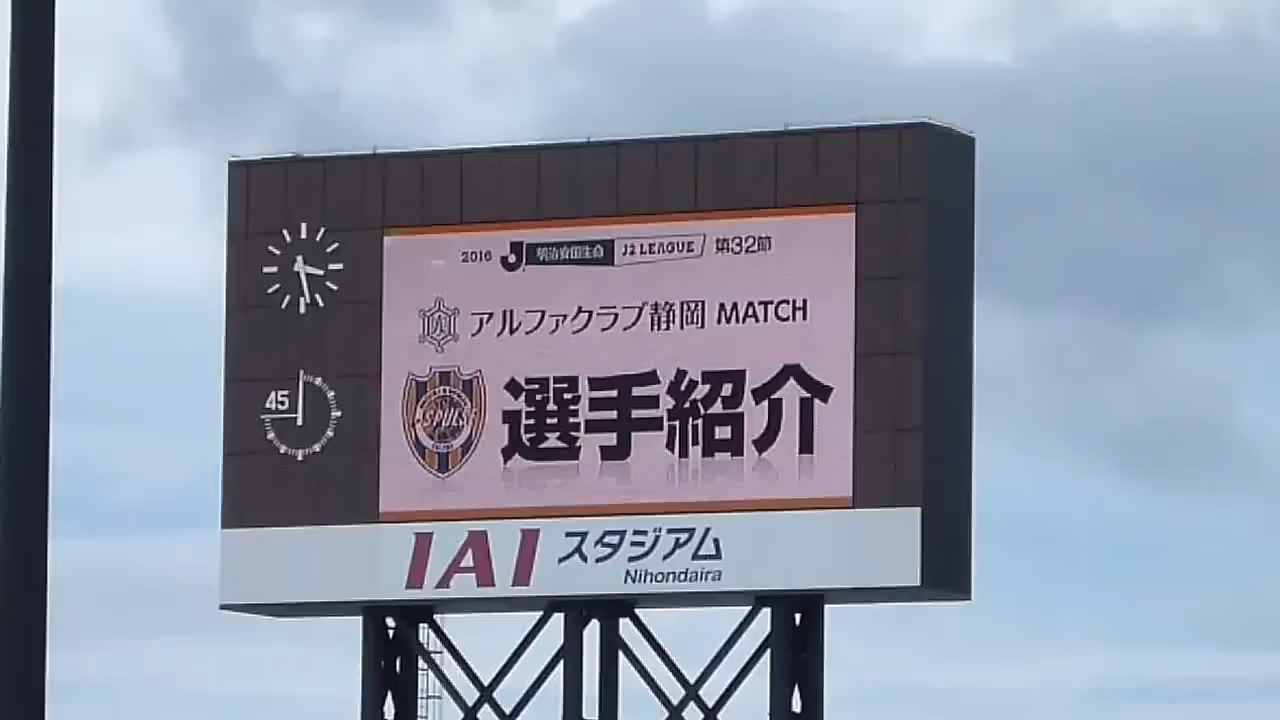 2016 J 明治安田生命 J2 LEAGUE 第32節
アルファクラブ静岡 MATCH
S-PULSE
選手紹介
45
IAI スタジアム
Nihondaira